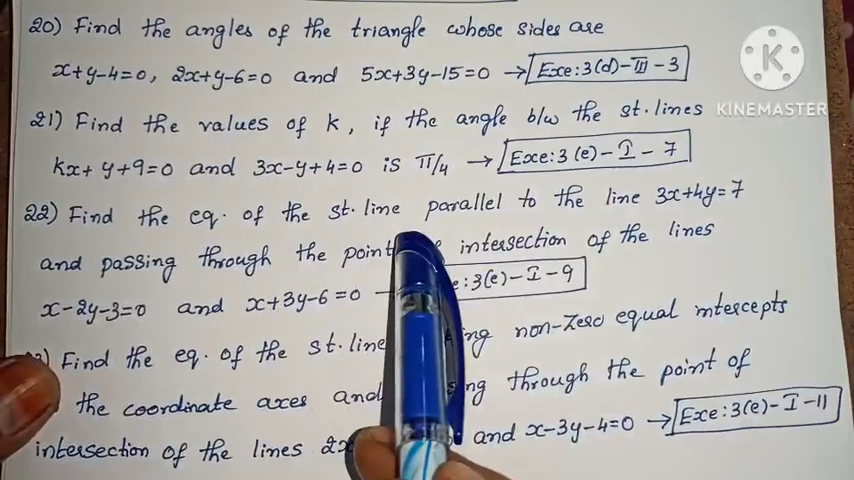 20) Find the angles of the triangle whose sides are
x+y-4=0, 2x+y-6=0 and 5x+3y-15=0 → Exe:3(d)-III-3
21) Find the values of k, if the angle b/w the st. lines
kx+y+9=0 and 3x-y+4=0 is π/4 → Exe:3(e)-I-7
22) Find the eq. of the st. line parallel to the line 3x+4y=7
and passing through the point intersection of the lines
x-2y-3=0 and x+3y-6=0 :3(e)-I-9
Find the eq. of the st. line non-zero equal intercepts
the coordinate axes and through the point of
intersection of the lines and x-3y-4=0 → Exe:3(e)-I-11
K
KINEMASTER